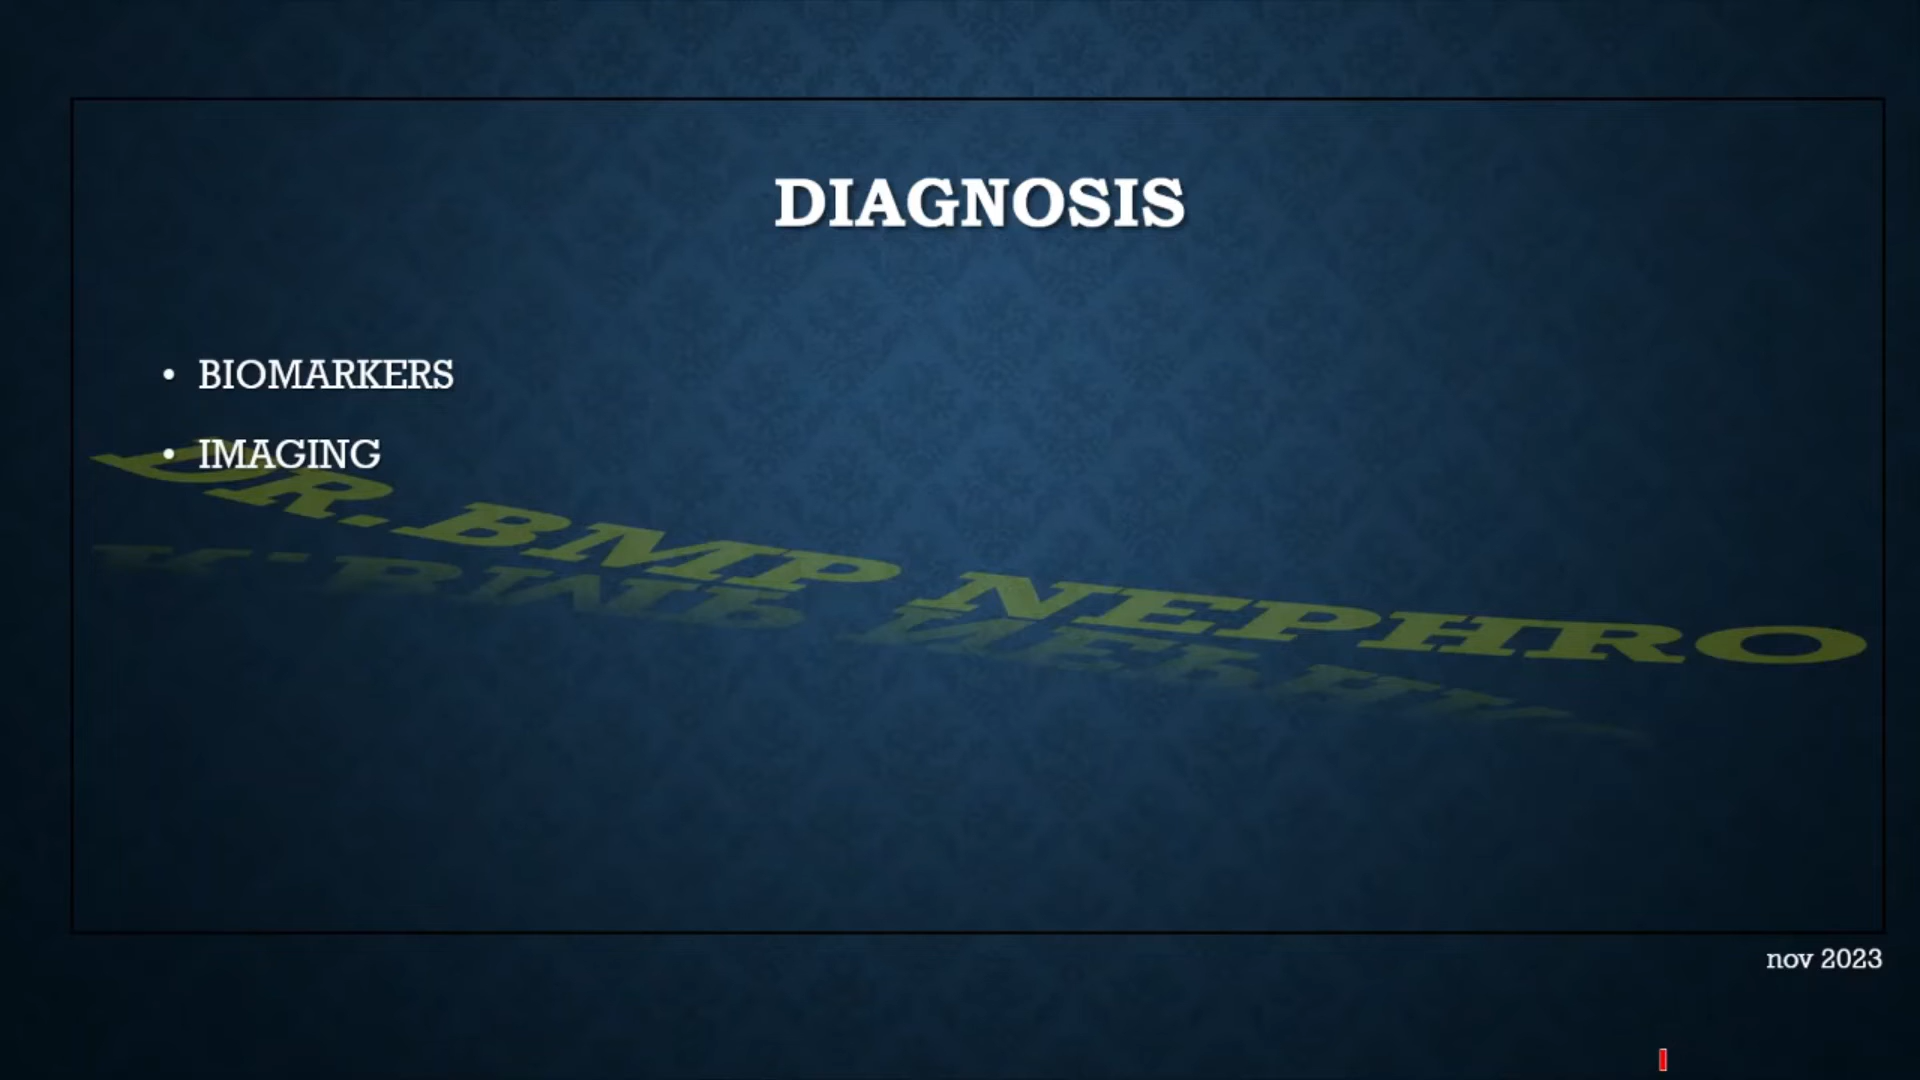 DIAGNOSIS
• BIOMARKERS
• IMAGING
DR. BMP NEPHRO
nov 2023